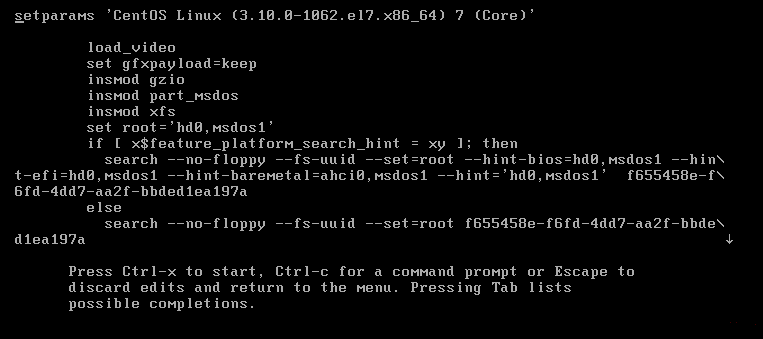 setparams 'CentOS Linux (3.10.0-1062.el7.x86_64) 7 (Core)'
load_video
set gfxpayload=keep
insmod gzio
insmod part_msdos
insmod xfs
set root='hd0,msdos1'
if [ x$feature_platform_search_hint = xy ]; then
search --no-floppy --fs-uuid --set=root --hint-bios=hd0,msdos1 --hin\
t-efi=hd0,msdos1 --hint-baremetal=ahci0,msdos1 --hint='hd0,msdos1'  f655458e-f\
6fd-4dd7-aa2f-bbded1ea197a
else
search --no-floppy --fs-uuid --set=root f655458e-f6fd-4dd7-aa2f-bbde\
d1ea197a ↓
Press Ctrl-x to start, Ctrl-c for a command prompt or Escape to
discard edits and return to the menu. Pressing Tab lists
possible completions.